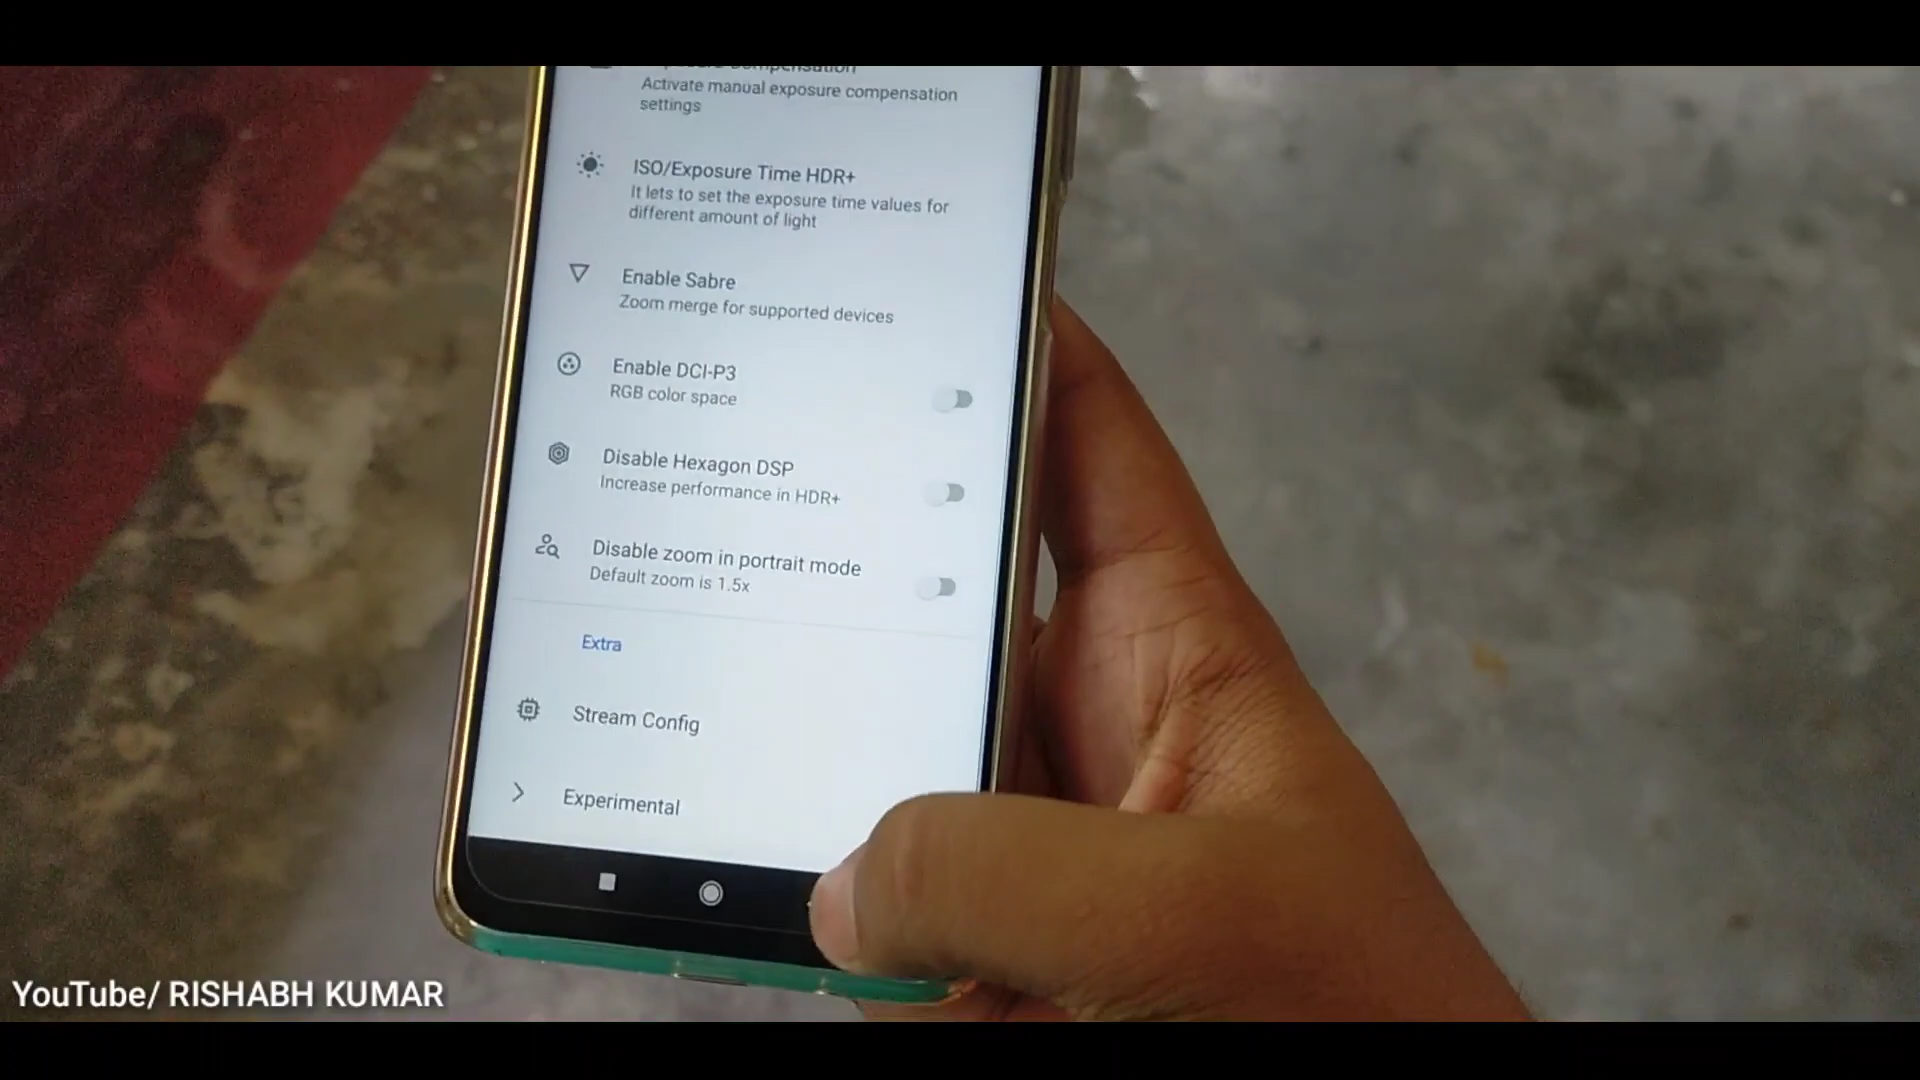 Compensation
Activate manual exposure compensation
settings
ISO/Exposure Time HDR+
It lets to set the exposure time values for
different amount of light
Enable Sabre
Zoom merge for supported devices
Enable DCI-P3
RGB color space
Disable Hexagon DSP
Increase performance in HDR+
Disable zoom in portrait mode
Default zoom is 1.5x
Extra
Stream Config
Experimental
YouTube/ RISHABH KUMAR